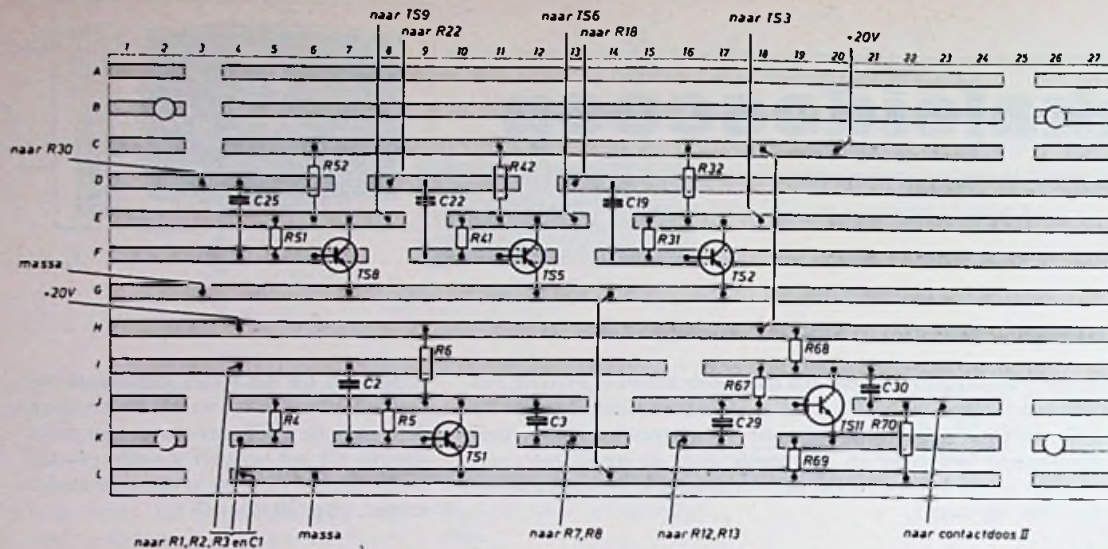 naar TS9
naar TS6
naar TS3
naar R22
naar R18
+20V
1 2 3 4 5 6 7 8 9 10 11 12 13 14 15 16 17 18 19 20 21 22 23 24 25 26 27
A
B
C
naar R30
R52
R42
R32
D
C25
C22
C19
E
R51
R41
R31
F
TS8
TS5
TS2
massa
G
+20V
H
R6
R68
I
C2
R67
C30
J
R4
R5
C3
C29
TS11
R70
K
TS1
R69
L
naar R1,R2,R3 en C1
massa
naar R7,R8
naar R12,R13
naar contactdoos II